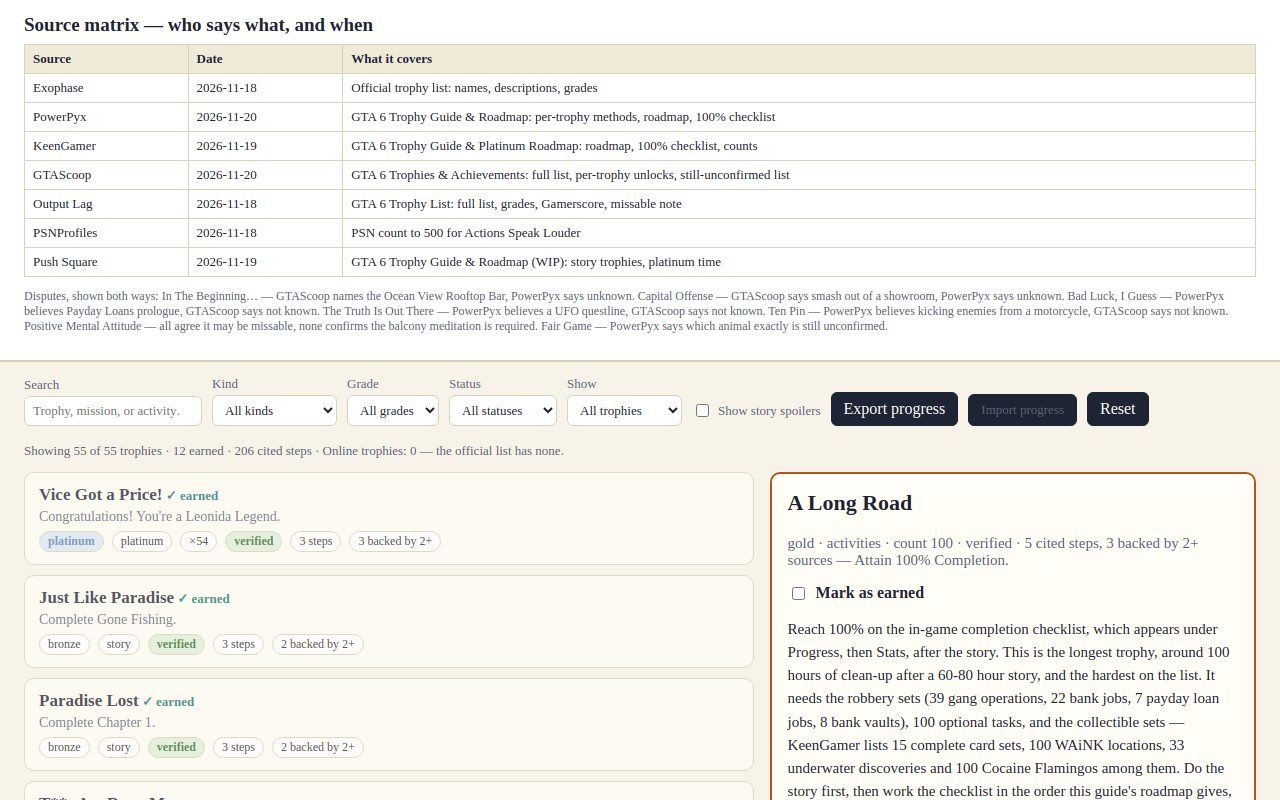 Source matrix — who says what, and when
Source Date What it covers
Exophase 2026-11-18 Official trophy list: names, descriptions, grades
PowerPyx 2026-11-20 GTA 6 Trophy Guide & Roadmap: per-trophy methods, roadmap, 100% checklist
KeenGamer 2026-11-19 GTA 6 Trophy Guide & Platinum Roadmap: roadmap, 100% checklist, counts
GTAScoop 2026-11-20 GTA 6 Trophies & Achievements: full list, per-trophy unlocks, still-unconfirmed list
Output Lag 2026-11-18 GTA 6 Trophy List: full list, grades, Gamerscore, missable note
PSNProfiles 2026-11-18 PSN count to 500 for Actions Speak Louder
Push Square 2026-11-19 GTA 6 Trophy Guide & Roadmap (WIP): story trophies, platinum time
Disputes, shown both ways: In The Beginning… — GTAScoop names the Ocean View Rooftop Bar, PowerPyx says unknown. Capital Offense — GTAScoop says smash out of a showroom, PowerPyx says unknown. Bad Luck, I Guess — PowerPyx
believes Payday Loans prologue, GTAScoop says not known. The Truth Is Out There — PowerPyx believes a UFO questline, GTAScoop says not known. Ten Pin — PowerPyx believes kicking enemies from a motorcycle, GTAScoop says not known.
Positive Mental Attitude — all agree it may be missable, none confirms the balcony meditation is required. Fair Game — PowerPyx says which animal exactly is still unconfirmed.
Search Kind Grade Status Show
Trophy, mission, or activity. All kinds All grades All statuses All trophies Show story spoilers Export progress Import progress Reset
Showing 55 of 55 trophies · 12 earned · 206 cited steps · Online trophies: 0 — the official list has none.
Vice Got a Price! ✓ earned
Congratulations! You're a Leonida Legend.
platinum platinum ×54 verified 3 steps 3 backed by 2+
Just Like Paradise ✓ earned
Complete Gone Fishing.
bronze story verified 3 steps 2 backed by 2+
Paradise Lost ✓ earned
Complete Chapter 1.
bronze story verified 3 steps 2 backed by 2+
A Long Road
gold · activities · count 100 · verified · 5 cited steps, 3 backed by 2+
sources — Attain 100% Completion.
Mark as earned
Reach 100% on the in-game completion checklist, which appears under
Progress, then Stats, after the story. This is the longest trophy, around 100
hours of clean-up after a 60-80 hour story, and the hardest on the list. It
needs the robbery sets (39 gang operations, 22 bank jobs, 7 payday loan
jobs, 8 bank vaults), 100 optional tasks, and the collectible sets —
KeenGamer lists 15 complete card sets, 100 WAiNK locations, 33
underwater discoveries and 100 Cocaine Flamingos among them. Do the
story first, then work the checklist in the order this guide's roadmap gives,